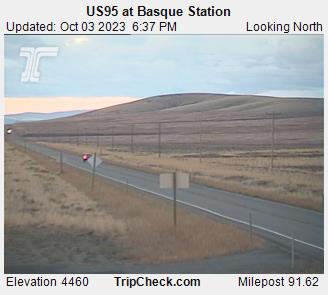 US95 at Basque Station
Updated: Oct 03 2023 6:37 PM Looking North
Elevation 4460 TripCheck.com Milepost 91.62